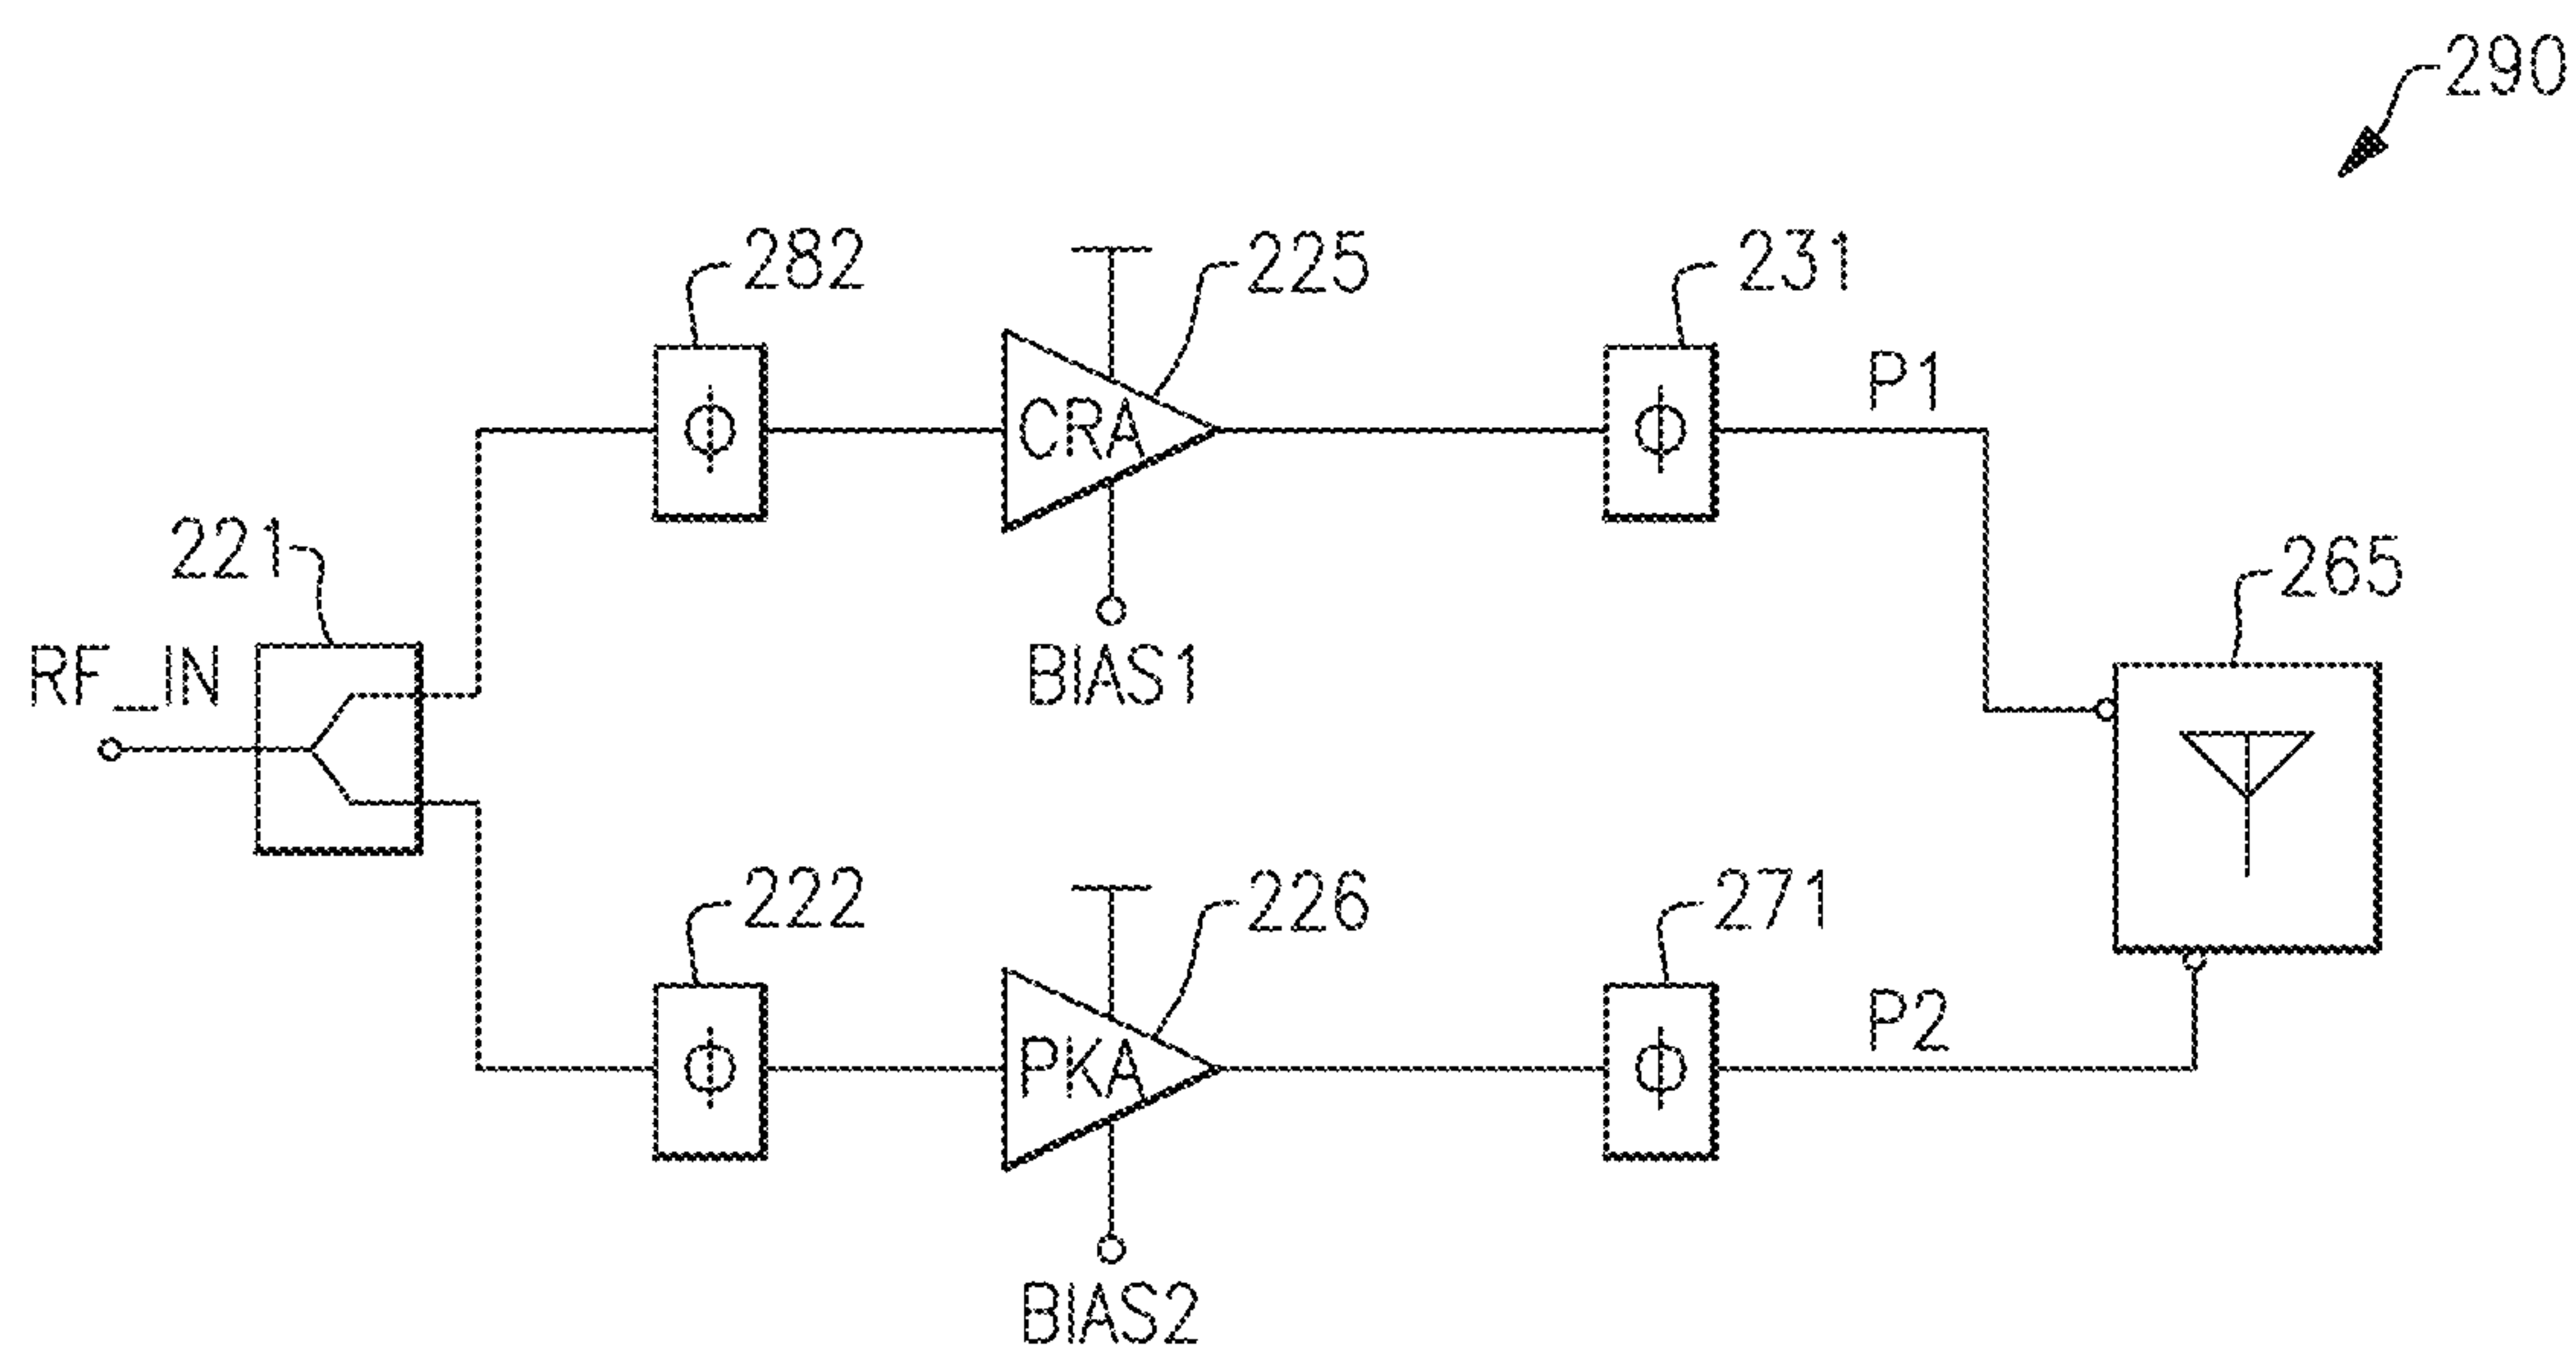 290
282
225
231
Φ
CRA
Φ
P1
221
265
RF_IN
BIAS1
222
226
271
Φ
PKA
Φ
P2
BIAS2